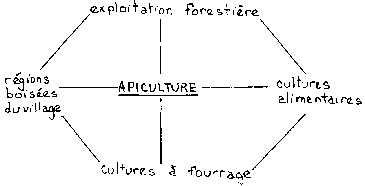 exploitation forestière
régions
boisées
du village
APICULTURE
cultures
alimentaires
cultures à fourrage